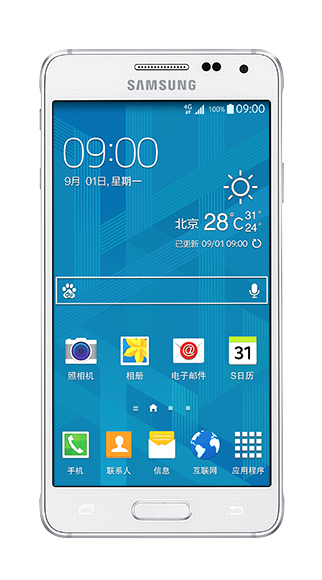 SAMSUNG
4G 100% 09:00
09:00
9月 01日, 星期一
北京 28°C 31° 24°
已更新 09/01 09:00
31
照相机 相册 电子邮件 S日历
手机 联系人 信息 互联网 应用程序